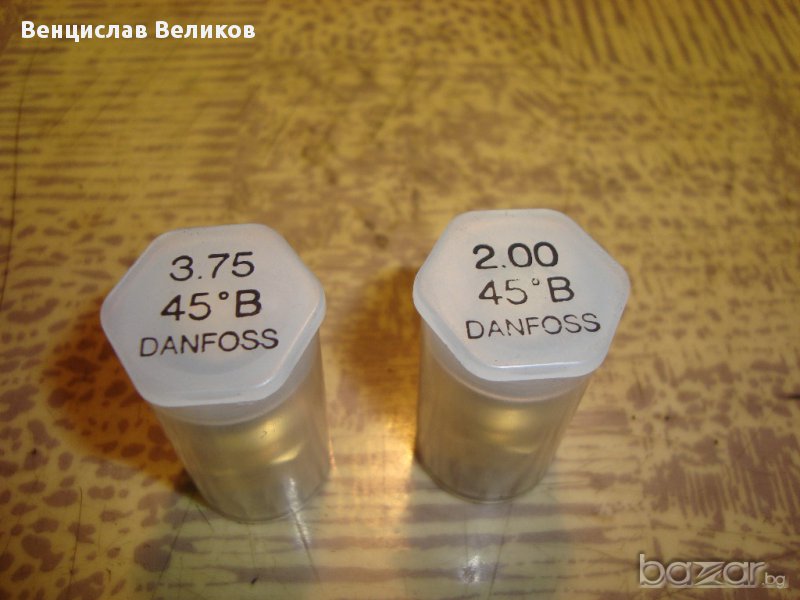 Венцислав Великов
3.75
45°B
DANFOSS
2.00
45°B
DANFOSS
bazar.bg